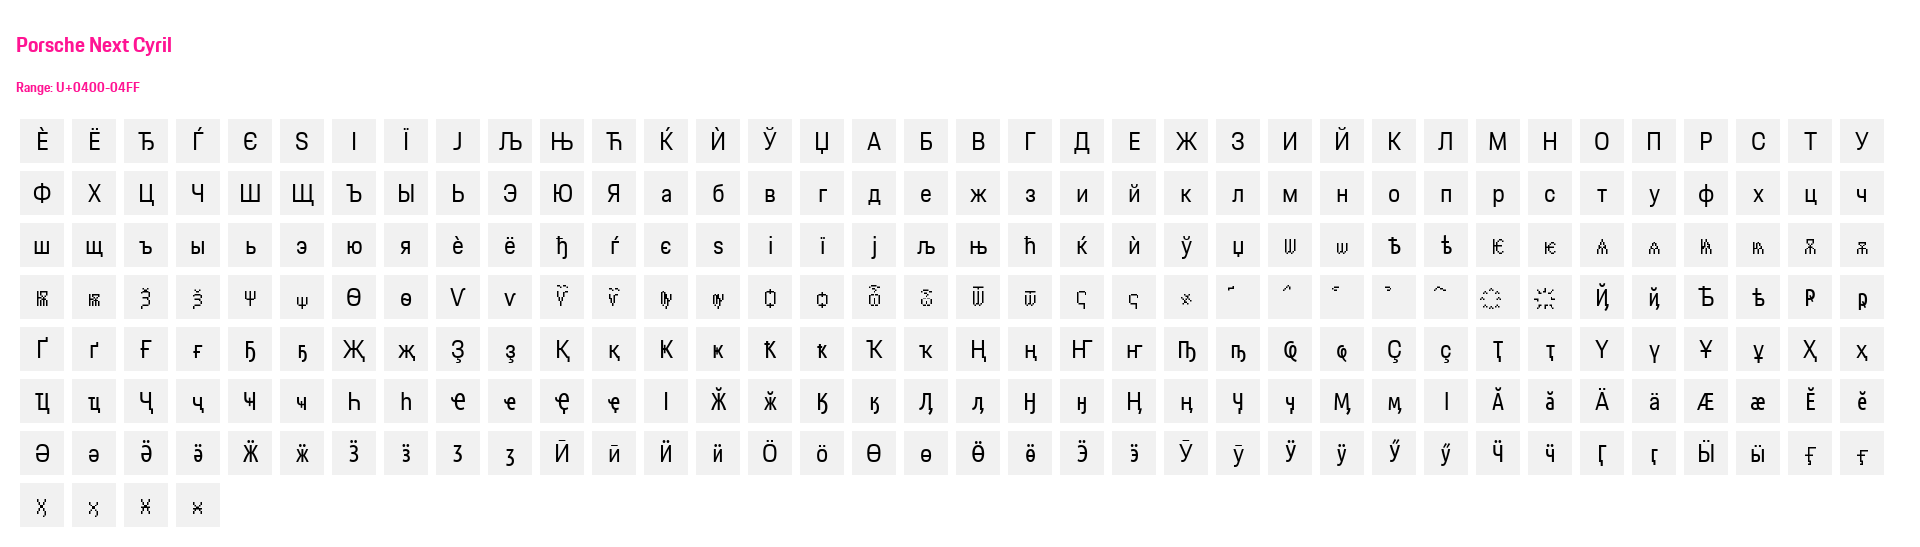 Porsche Next Cyril
Range: U+0400-04FF
Ѐ Ё Ђ Ѓ Є Ѕ І Ї Ј Љ Њ Ћ Ќ Ѝ Ў Џ А Б В Г Д Е Ж З И Й К Л М Н О П Р С Т У
Ф Х Ц Ч Ш Щ Ъ Ы Ь Э Ю Я а б в г д е ж з и й к л м н о п р с т у ф х ц ч
ш щ ъ ы ь э ю я ѐ ё ђ ѓ є ѕ і ї ј љ њ ћ ќ ѝ ў џ Ѡ ѡ Ѣ ѣ Ѥ ѥ Ѧ ѧ Ѩ ѩ Ѫ ѫ
Ѭ ѭ Ѯ ѯ Ѱ ѱ Ѳ ѳ Ѵ ѵ Ѷ ѷ Ѹ ѹ Ѻ ѻ Ѽ ѽ Ѿ ѿ Ҁ ҁ ҂ ҃ ҄ ҅ ҆ ҇ ҈ ҉ Ҋ ҋ Ҍ ҍ Ҏ ҏ
Ґ ґ Ғ ғ Ҕ ҕ Җ җ Ҙ ҙ Қ қ Ҝ ҝ Ҟ ҟ Ҡ ҡ Ң ң Ҥ ҥ Ҧ ҧ Ҩ ҩ Ҫ ҫ Ҭ ҭ Ү ү Ұ ұ Ҳ ҳ
Ҵ ҵ Ҷ ҷ Ҹ ҹ Һ һ Ҽ ҽ Ҿ ҿ Ӏ Ӂ ӂ Ӄ ӄ Ӆ ӆ Ӈ ӈ Ӊ ӊ Ӌ ӌ Ӎ ӎ ӏ Ӑ ӑ Ӓ ӓ Ӕ ӕ Ӗ ӗ
Ә ә Ӛ ӛ Ӝ ӝ Ӟ ӟ Ӡ ӡ Ӣ ӣ Ӥ ӥ Ӧ ӧ Ө ө Ӫ ӫ Ӭ ӭ Ӯ ӯ Ӱ ӱ Ӳ ӳ Ӵ ӵ Ӷ ӷ Ӹ ӹ Ӻ ӻ
Ӽ ӽ Ӿ ӿ